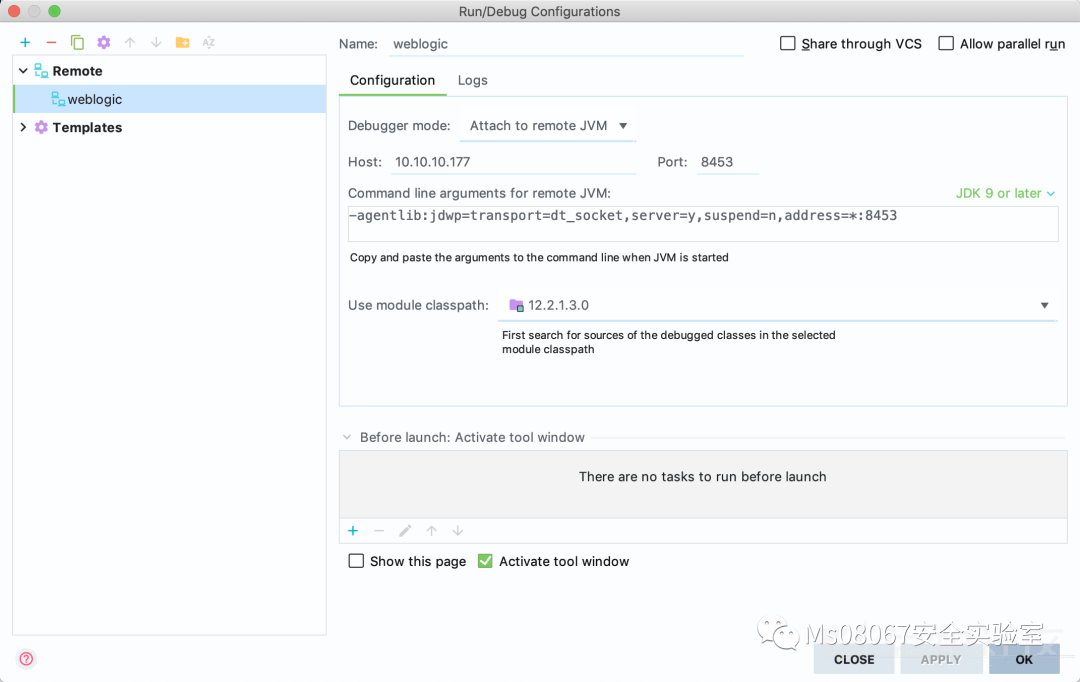 Run/Debug Configurations
Name: weblogic
Share through VCS
Allow parallel run
Remote
weblogic
Templates
Configuration
Logs
Debugger mode: Attach to remote JVM
Host: 10.10.10.177
Port: 8453
Command line arguments for remote JVM:
JDK 9 or later
-agentlib:jdwp=transport=dt_socket,server=y,suspend=n,address=*:8453
Copy and paste the arguments to the command line when JVM is started
Use module classpath: 12.2.1.3.0
First search for sources of the debugged classes in the selected
module classpath
Before launch: Activate tool window
There are no tasks to run before launch
Show this page
Activate tool window
Ms08067安全实验室
CLOSE
APPLY
OK